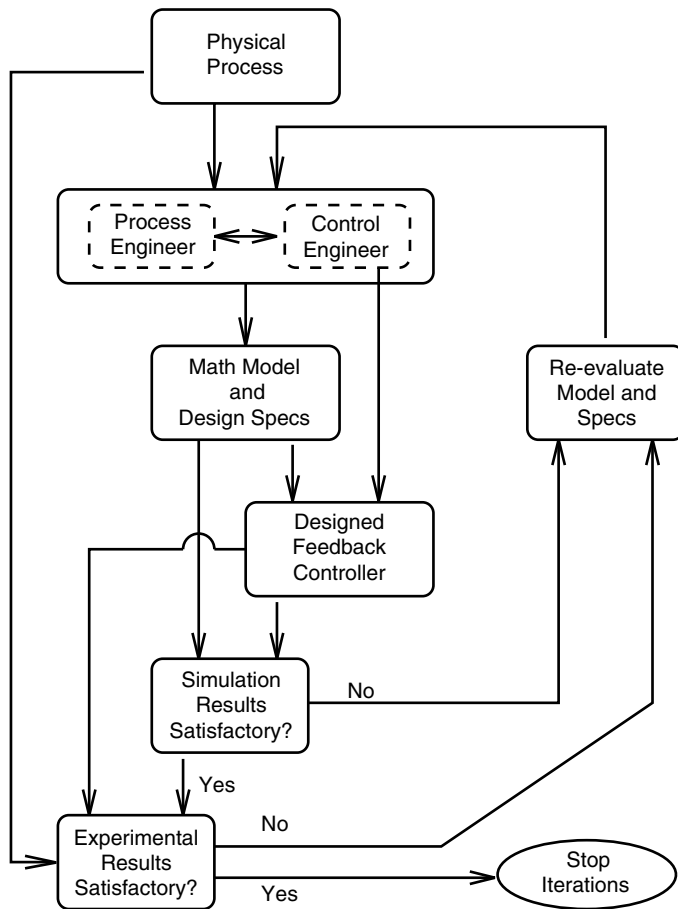 Physical
Process
Process
Engineer
Control
Engineer
Math Model
and
Design Specs
Re-evaluate
Model and
Specs
Designed
Feedback
Controller
Simulation
Results
Satisfactory?
No
Yes
Experimental
Results
Satisfactory?
No
Yes
Stop
Iterations